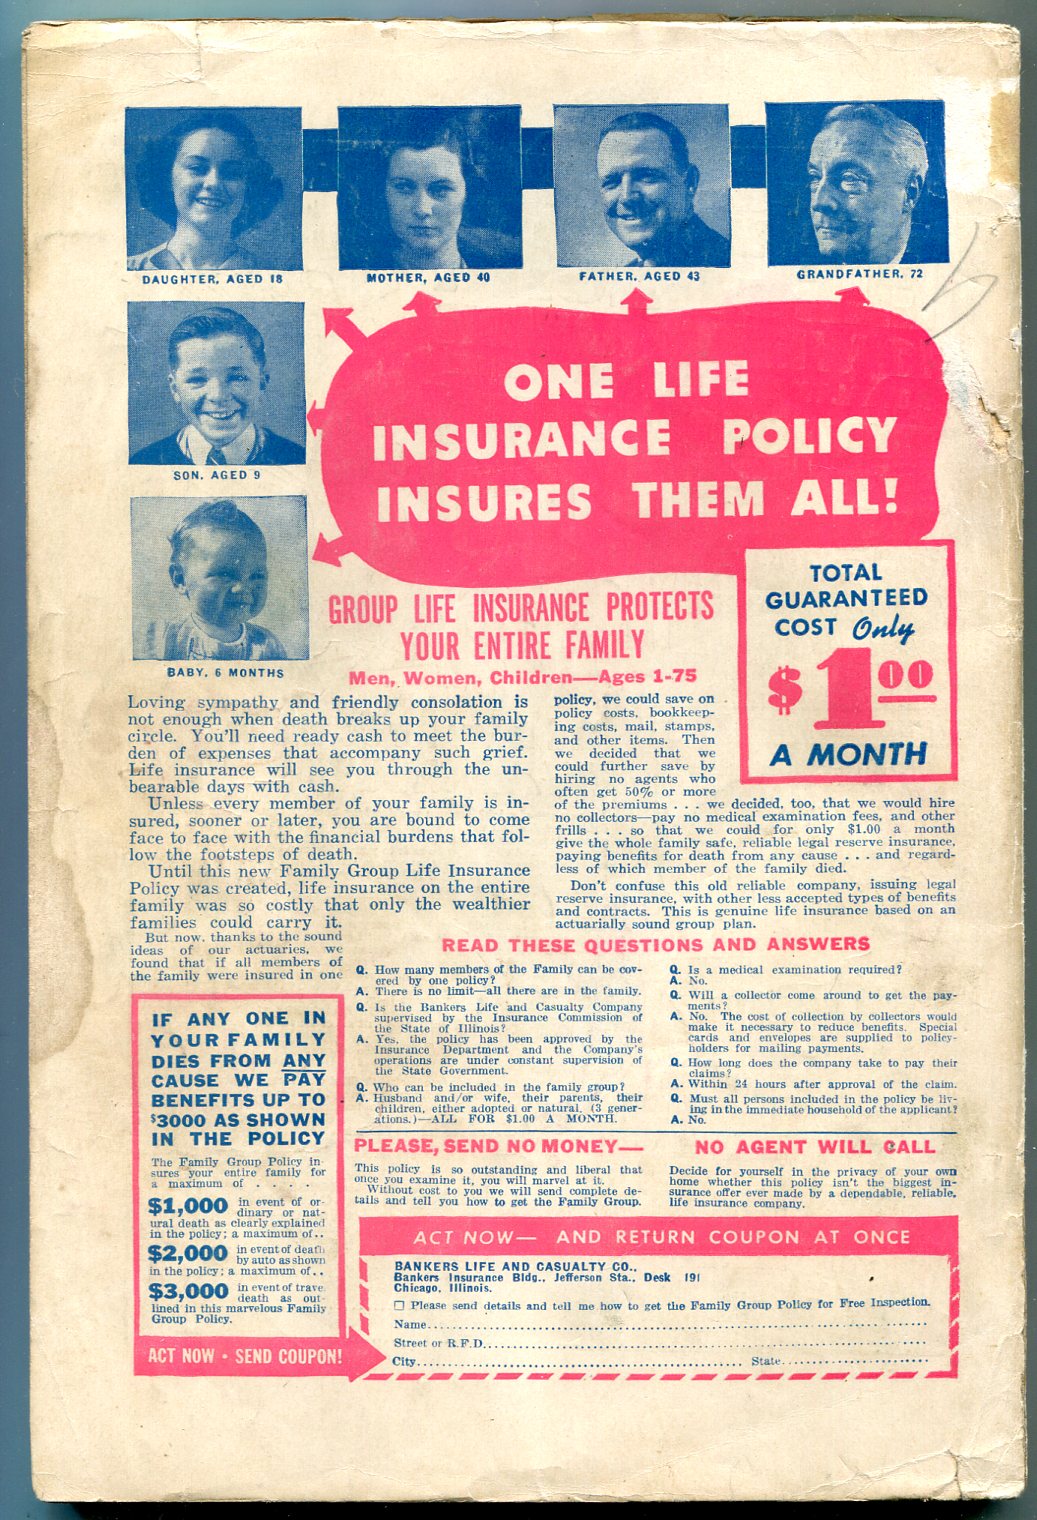 DAUGHTER, AGED 18
MOTHER, AGED 40
FATHER, AGED 43
GRANDFATHER, 72
SON, AGED 9
BABY, 6 MONTHS
ONE LIFE
INSURANCE POLICY
INSURES THEM ALL!
TOTAL
GUARANTEED
COST Only
$1.00
A MONTH
GROUP LIFE INSURANCE PROTECTS
YOUR ENTIRE FAMILY
Men, Women, Children—Ages 1-75
Loving sympathy and friendly consolation is
not enough when death breaks up your family
circle. You'll need ready cash to meet the bur-
den of expenses that accompany such grief.
Life insurance will see you through the un-
bearable days with cash.
Unless every member of your family is in-
sured, sooner or later, you are bound to come
face to face with the financial burdens that fol-
low the footsteps of death.
Until this new Family Group Life Insurance
Policy was created, life insurance on the entire
family was so costly that only the wealthier
families could carry it.
But now, thanks to the sound
ideas of our actuaries, we
found that if all members of
the family were insured in one
policy, we could save on
policy costs, bookkeep-
ing costs, mail, stamps,
and other items. Then
we decided that we
could further save by
hiring no agents who
often get 50% or more
of the premiums . . . we decided, too, that we would hire
no collectors—pay no medical examination fees, and other
frills . . . so that we could for only $1.00 a month
give the whole family safe, reliable legal reserve insurance,
paying benefits for death from any cause . . . and regard-
less of which member of the family died.
Don't confuse this old reliable company, issuing legal
reserve insurance, with other less accepted types of benefits
and contracts. This is genuine life insurance based on an
actuarially sound group plan.
READ THESE QUESTIONS AND ANSWERS
Q. How many members of the Family can be cov-
ered by one policy?
A. There is no limit—all there are in the family.
Q. Is the Bankers Life and Casualty Company
supervised by the Insurance Commission of
the State of Illinois?
A. Yes, the policy has been approved by the
Insurance Department and the Company's
operations are under constant supervision of
the State Government.
Q. Who can be included in the family group?
A. Husband and/or wife, their parents, their
children, either adopted or natural, (3 gener-
ations.)—ALL FOR $1.00 A MONTH.
Q. Is a medical examination required?
A. No.
Q. Will a collector come around to get the pay-
ments?
A. No. The cost of collection by collectors would
make it necessary to reduce benefits. Special
cards and envelopes are supplied to policy-
holders for mailing payments.
Q. How long does the company take to pay their
claims?
A. Within 24 hours after approval of the claim.
Q. Must all persons included in the policy be liv-
ing in the immediate household of the applicant?
A. No.
IF ANY ONE IN
YOUR FAMILY
DIES FROM ANY
CAUSE WE PAY
BENEFITS UP TO
$3000 AS SHOWN
IN THE POLICY
The Family Group Policy in-
sures your entire family for
a maximum of . . . .
$1,000 in event of or-
dinary or nat-
ural death as clearly explained
in the policy; a maximum of..
$2,000 in event of death
by auto as shown
in the policy; a maximum of..
$3,000 in event of trave
death as out-
lined in this marvelous Family
Group Policy.
ACT NOW · SEND COUPON!
PLEASE, SEND NO MONEY—
This policy is so outstanding and liberal that
once you examine it, you will marvel at it.
Without cost to you we will send complete de-
tails and tell you how to get the Family Group.
NO AGENT WILL CALL
Decide for yourself in the privacy of your own
home whether this policy isn't the biggest in-
surance offer ever made by a dependable, reliable,
life insurance company.
ACT NOW— AND RETURN COUPON AT ONCE
BANKERS LIFE AND CASUALTY CO.,
Bankers Insurance Bldg., Jefferson Sta., Desk 191
Chicago, Illinois.
☐ Please send details and tell me how to get the Family Group Policy for Free Inspection.
Name
Street or R.F.D.
City State